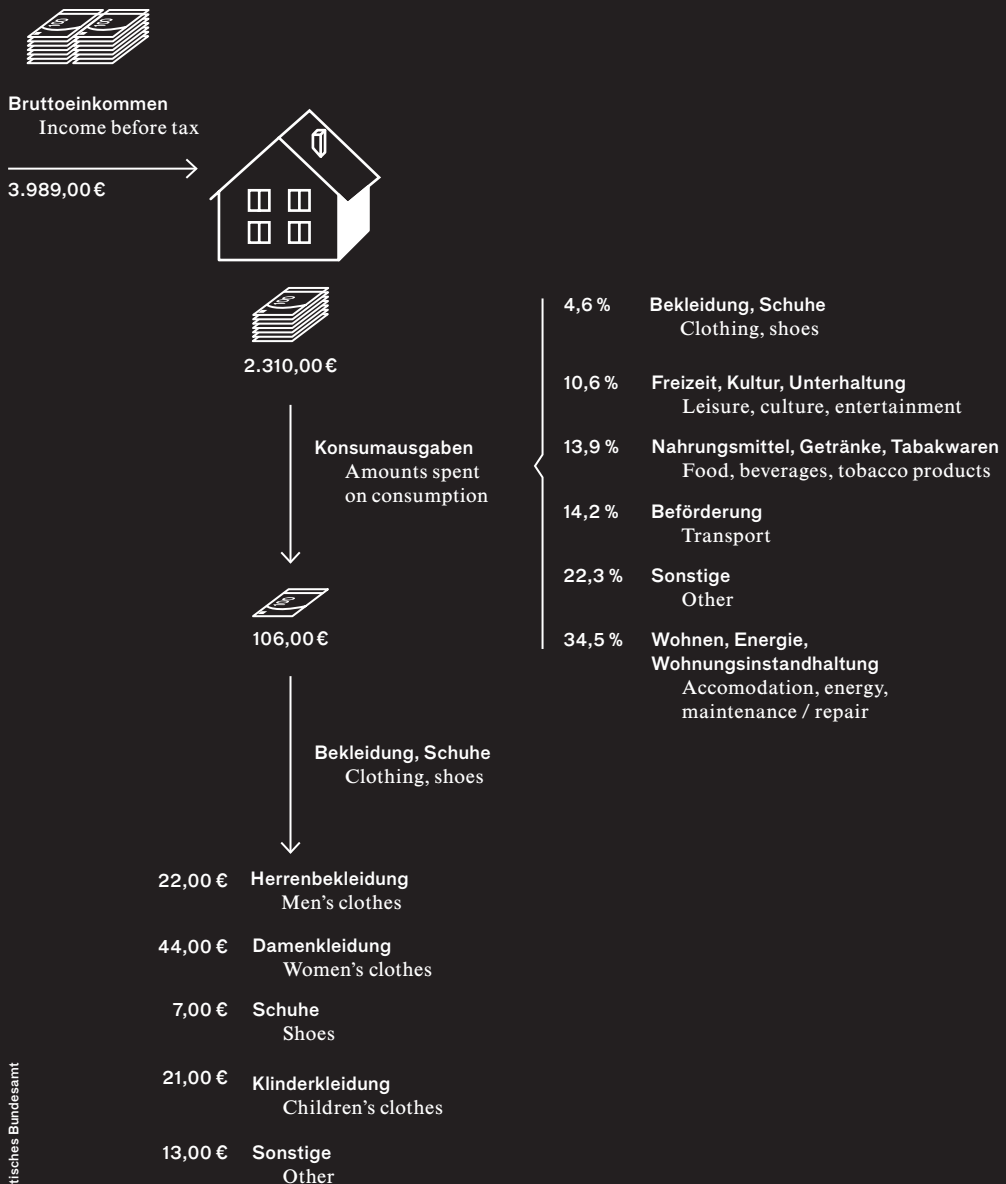 Bruttoeinkommen
Income before tax
3.989,00 €
2.310,00 €
Konsumausgaben
Amounts spent
on consumption
106,00 €
4,6 % Bekleidung, Schuhe
Clothing, shoes
10,6 % Freizeit, Kultur, Unterhaltung
Leisure, culture, entertainment
13,9 % Nahrungsmittel, Getränke, Tabakwaren
Food, beverages, tobacco products
14,2 % Beförderung
Transport
22,3 % Sonstige
Other
34,5 % Wohnen, Energie,
Wohnungsinstandhaltung
Accomodation, energy,
maintenance / repair
Bekleidung, Schuhe
Clothing, shoes
22,00 € Herrenbekleidung
Men’s clothes
44,00 € Damenkleidung
Women’s clothes
7,00 € Schuhe
Shoes
21,00 € Klinderkleidung
Children’s clothes
13,00 € Sonstige
Other
tisches Bundesamt